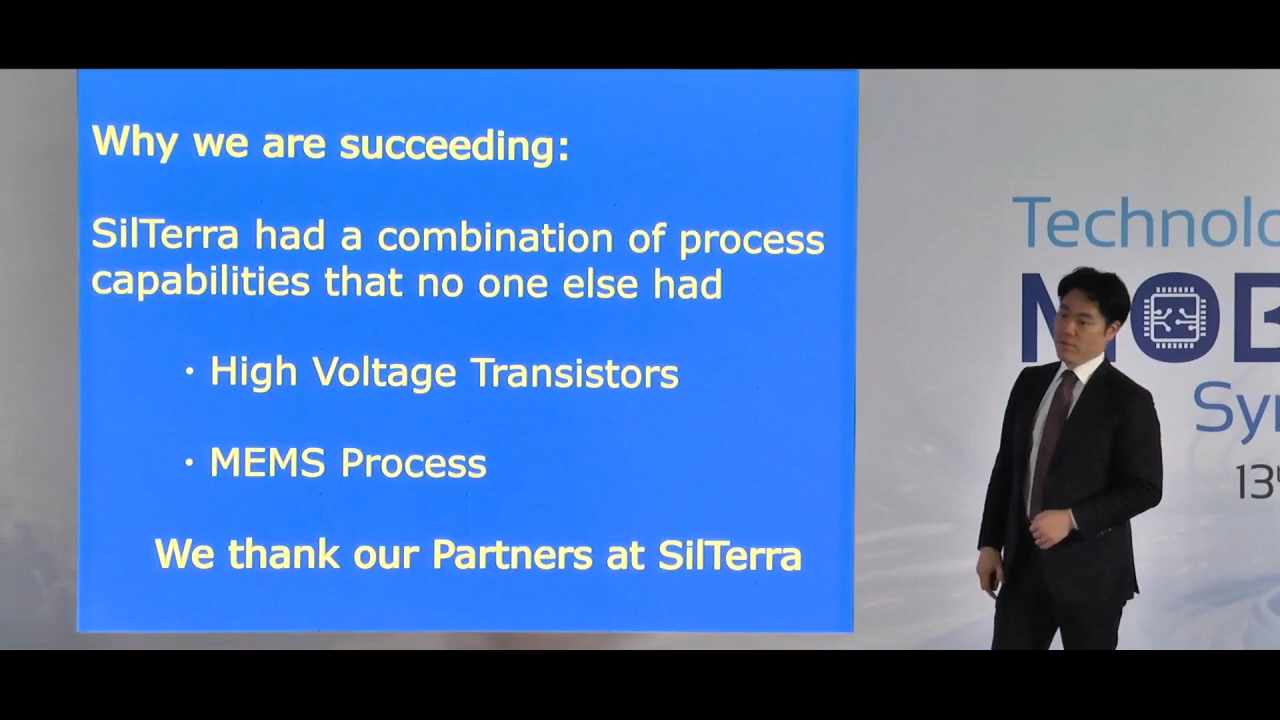 Why we are succeeding:
SilTerra had a combination of process
capabilities that no one else had
· High Voltage Transistors
· MEMS Process
We thank our Partners at SilTerra
Technolo
MOB
Sy
13